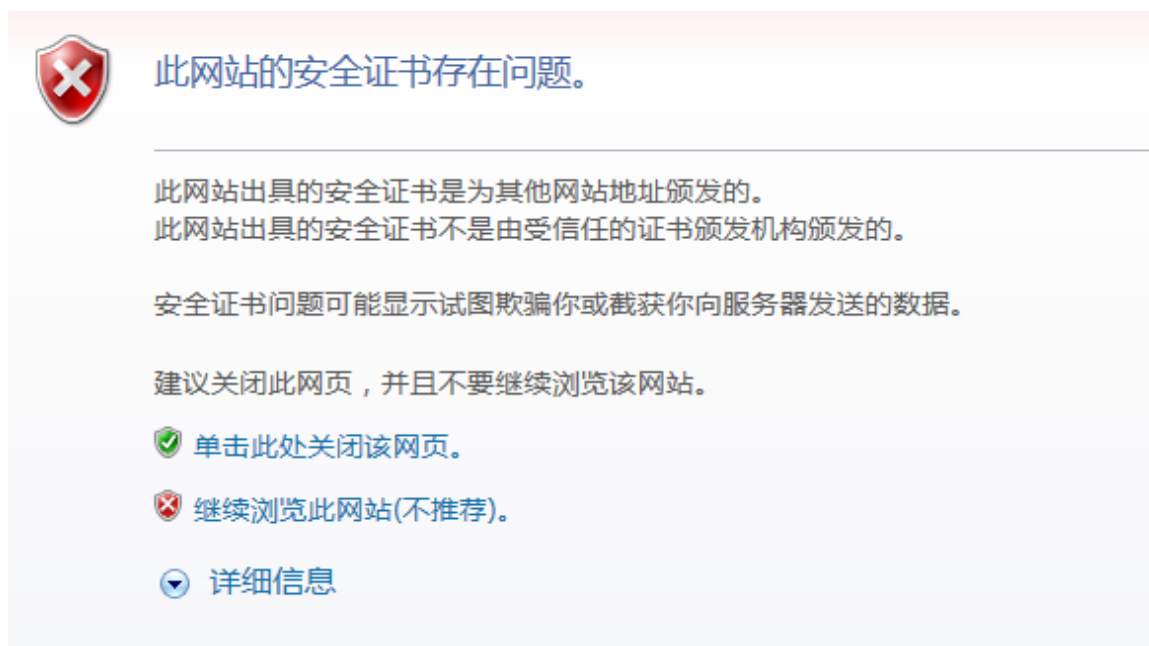 此网站的安全证书存在问题。
此网站出具的安全证书是为其他网站地址颁发的。
此网站出具的安全证书不是由受信任的证书颁发机构颁发的。
安全证书问题可能显示试图欺骗你或截获你向服务器发送的数据。
建议关闭此网页，并且不要继续浏览该网站。
单击此处关闭该网页。
继续浏览此网站(不推荐)。
详细信息